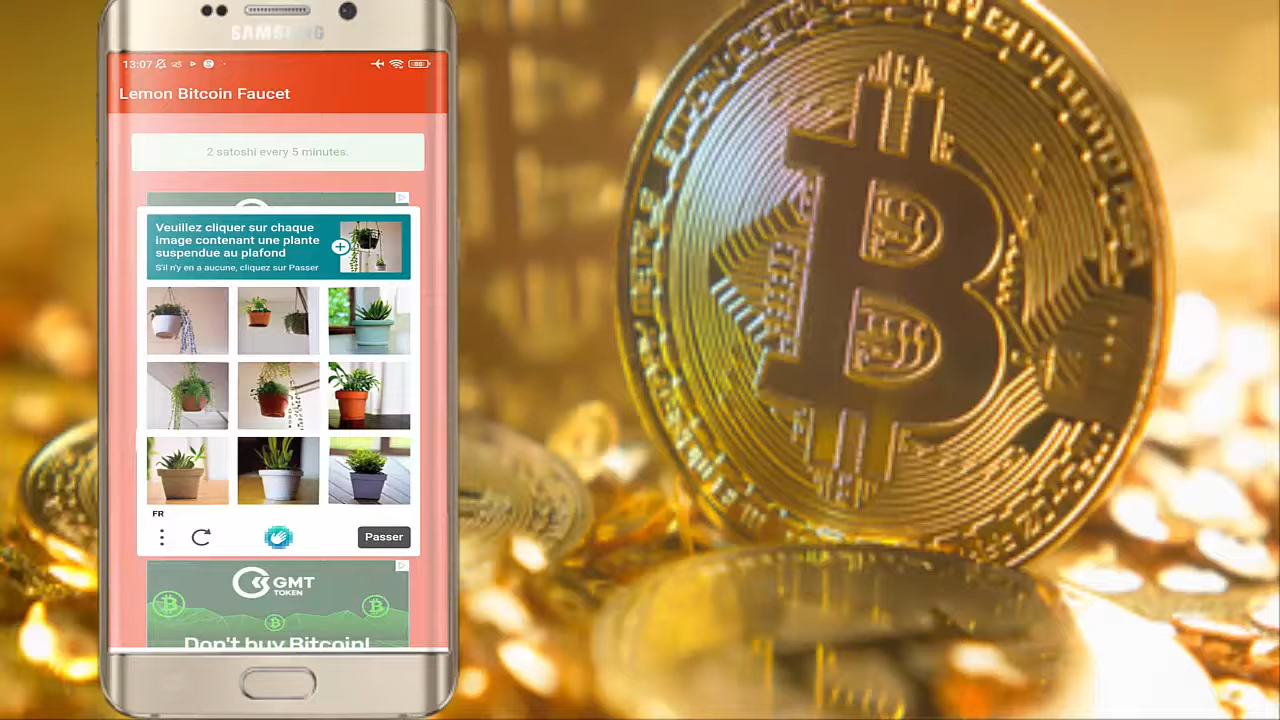 SAMSUNG
13:07
Lemon Bitcoin Faucet
2 satoshi every 5 minutes.
Veuillez cliquer sur chaque
image contenant une plante
suspendue au plafond
S'il n'y en a aucune, cliquez sur Passer
FR
Passer
GMT
TOKEN
Don't buy Bitcoin!